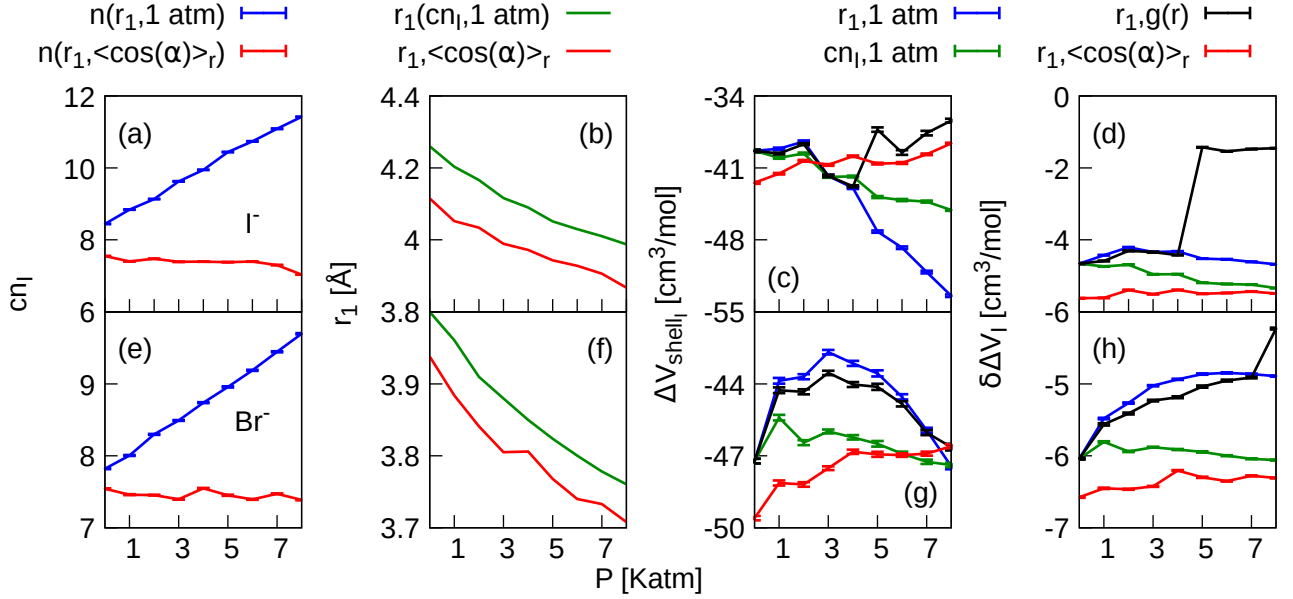 n(r1,1 atm)
n(r1,<cos(α)>r)
r1(cnI,1 atm)
r1,<cos(α)>r
r1,1 atm
cnI,1 atm
r1,g(r)
r1,<cos(α)>r
cnI
12
10
8
6
(a)
I-
9
8
7
(e)
Br-
1 3 5 7
r1 [Å]
4.4
4.2
4
3.8
(b)
3.9
3.8
3.7
(f)
1 3 5 7
ΔVshellI [cm3/mol]
-34
-41
-48
-55
(c)
-44
-47
-50
(g)
1 3 5 7
δΔVI [cm3/mol]
0
-2
-4
-6
(d)
-5
-6
-7
(h)
1 3 5 7
P [Katm]